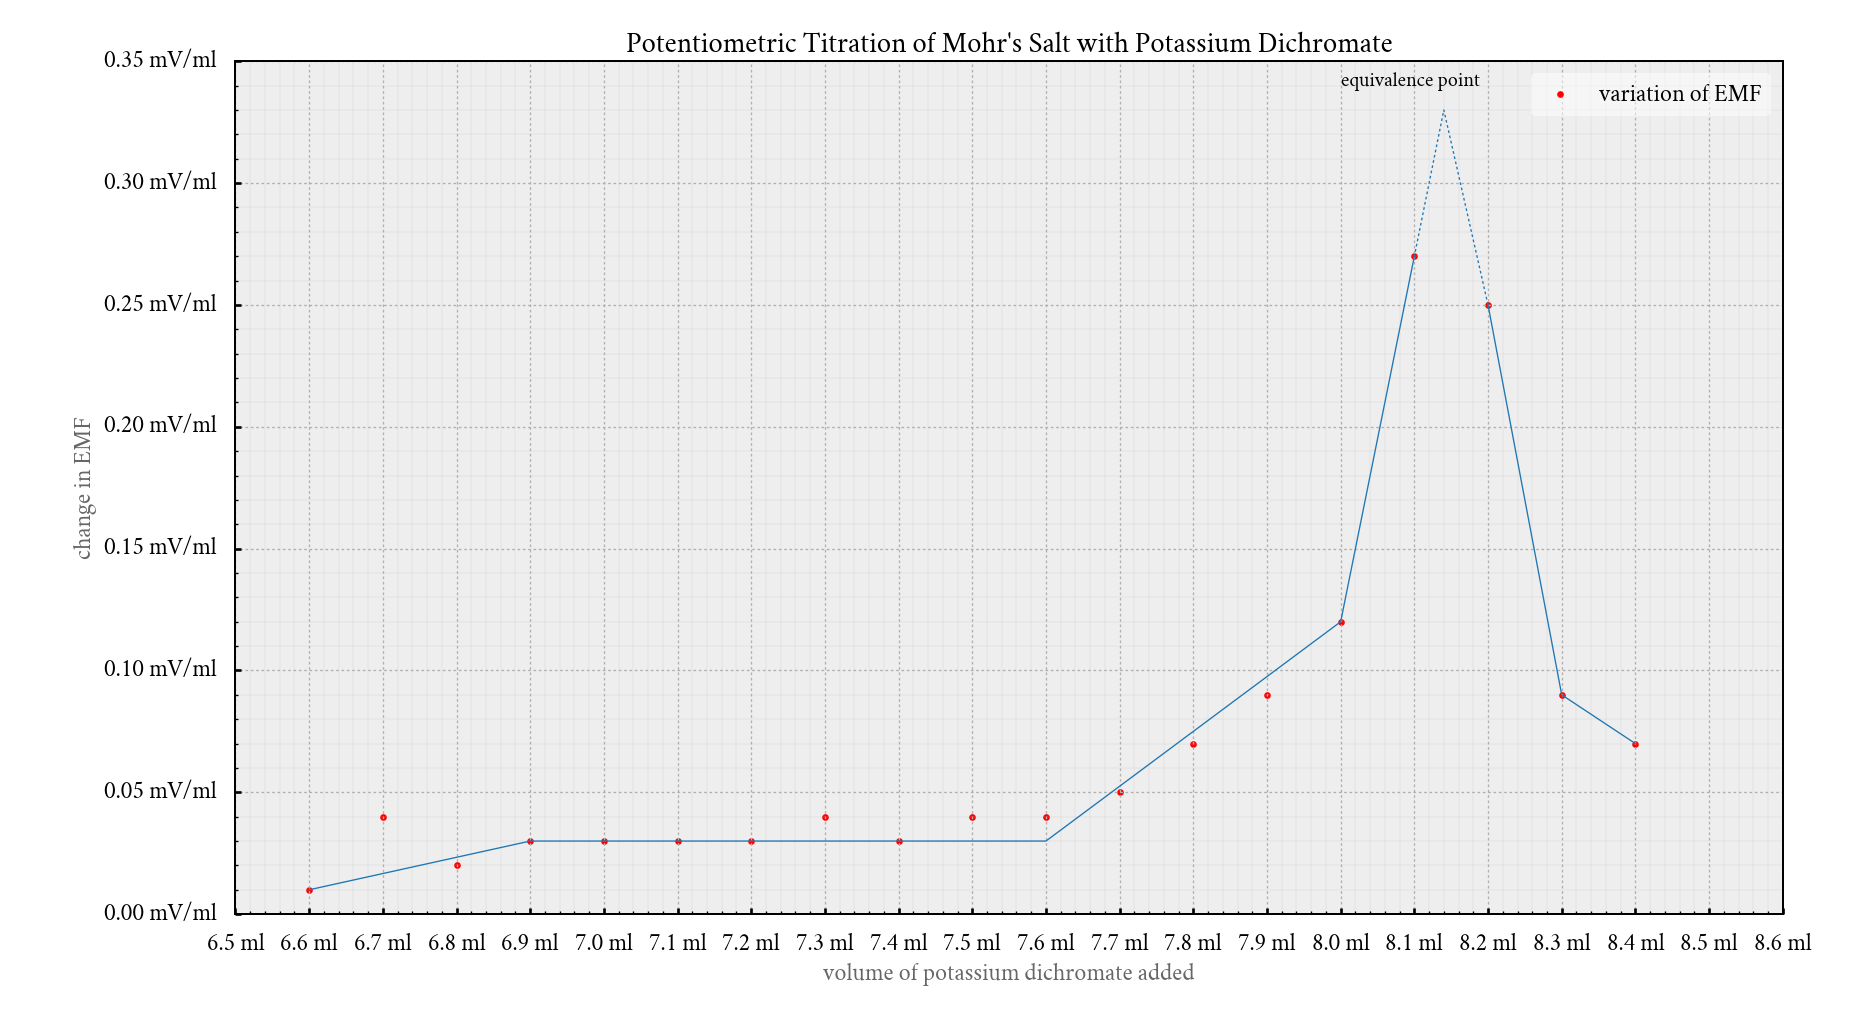 Potentiometric Titration of Mohr's Salt with Potassium Dichromate
equivalence point
variation of EMF
0.35 mV/ml
0.30 mV/ml
0.25 mV/ml
0.20 mV/ml
0.15 mV/ml
0.10 mV/ml
0.05 mV/ml
0.00 mV/ml
change in EMF
6.5 ml 6.6 ml 6.7 ml 6.8 ml 6.9 ml 7.0 ml 7.1 ml 7.2 ml 7.3 ml 7.4 ml 7.5 ml 7.6 ml 7.7 ml 7.8 ml 7.9 ml 8.0 ml 8.1 ml 8.2 ml 8.3 ml 8.4 ml 8.5 ml 8.6 ml
volume of potassium dichromate added